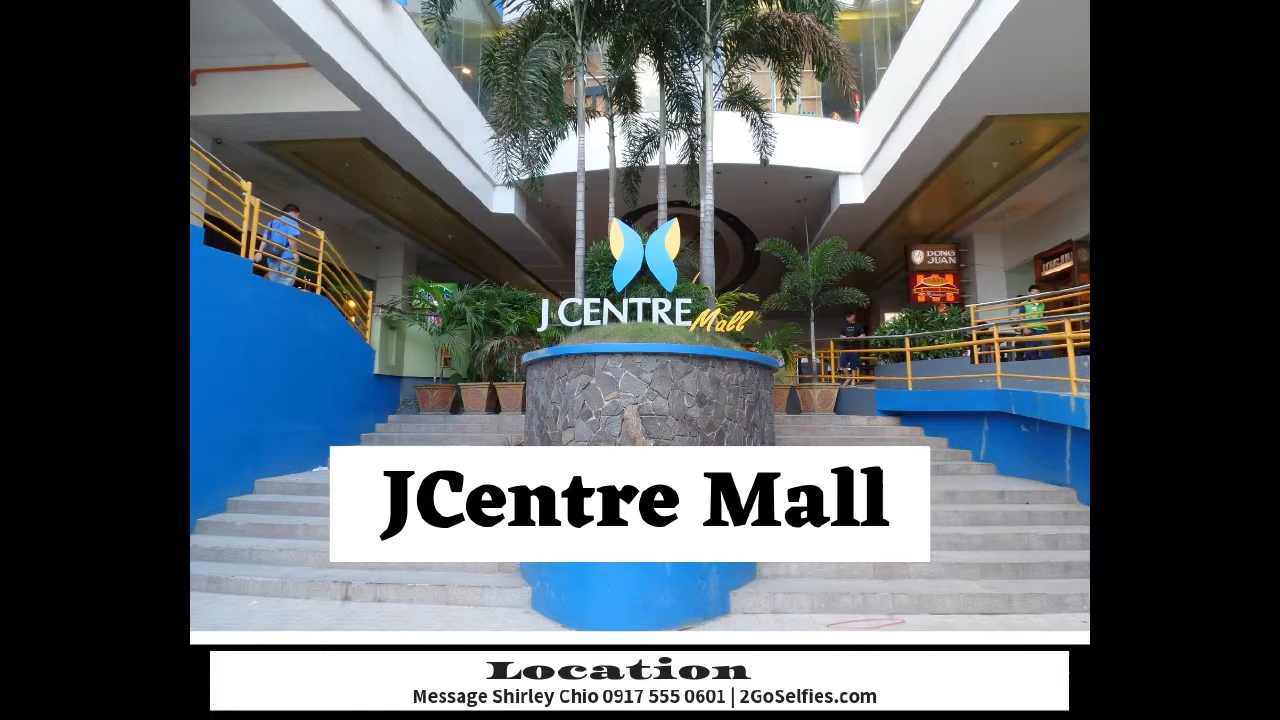 DONG
JUAN
J CENTRE Mall
JCentre Mall
Location
Message Shirley Chio 0917 555 0601 | 2GoSelfies.com